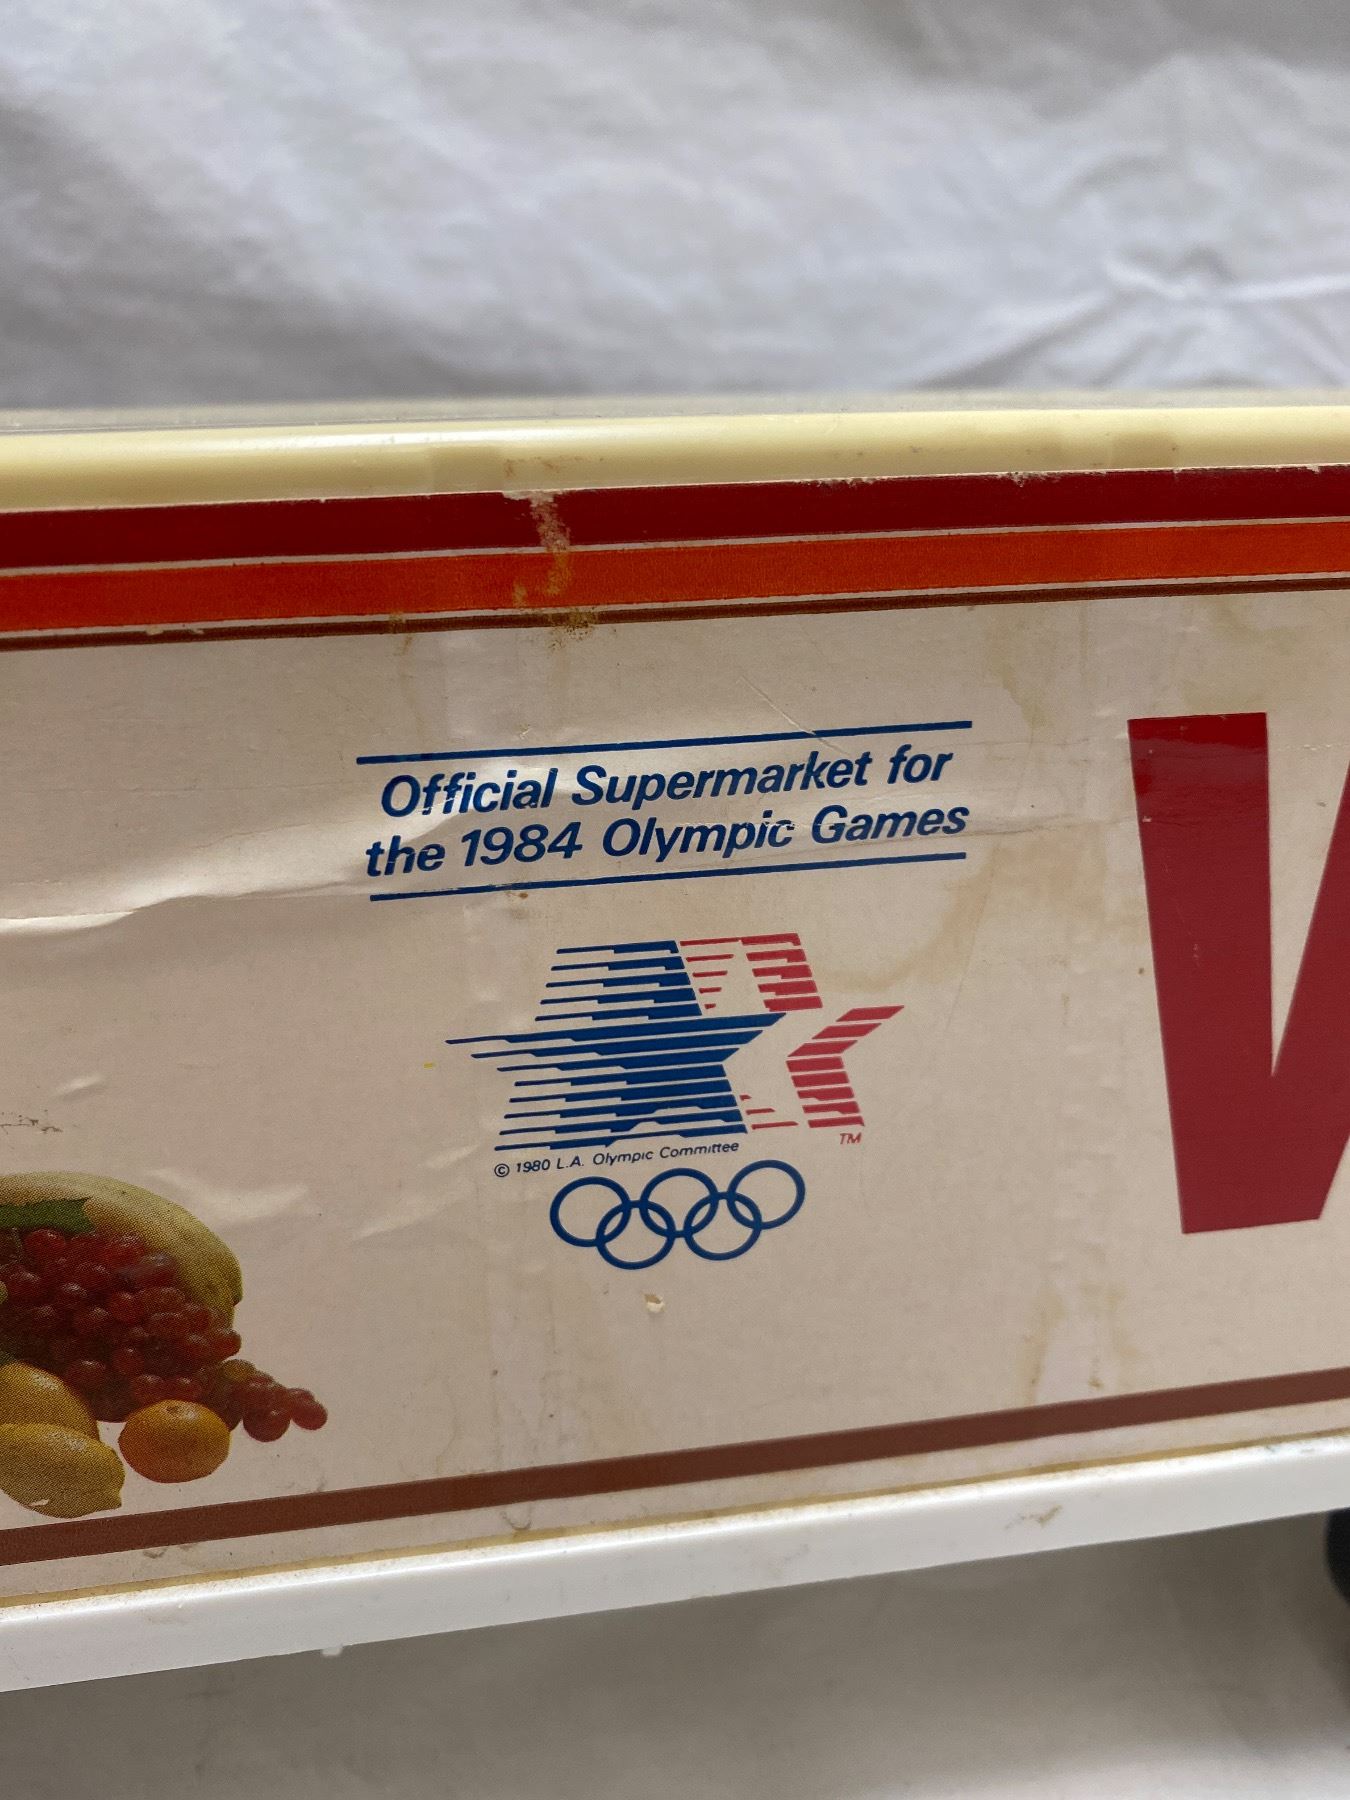 Official Supermarket for
the 1984 Olympic Games
TM
© 1980 L.A. Olympic Committee
V